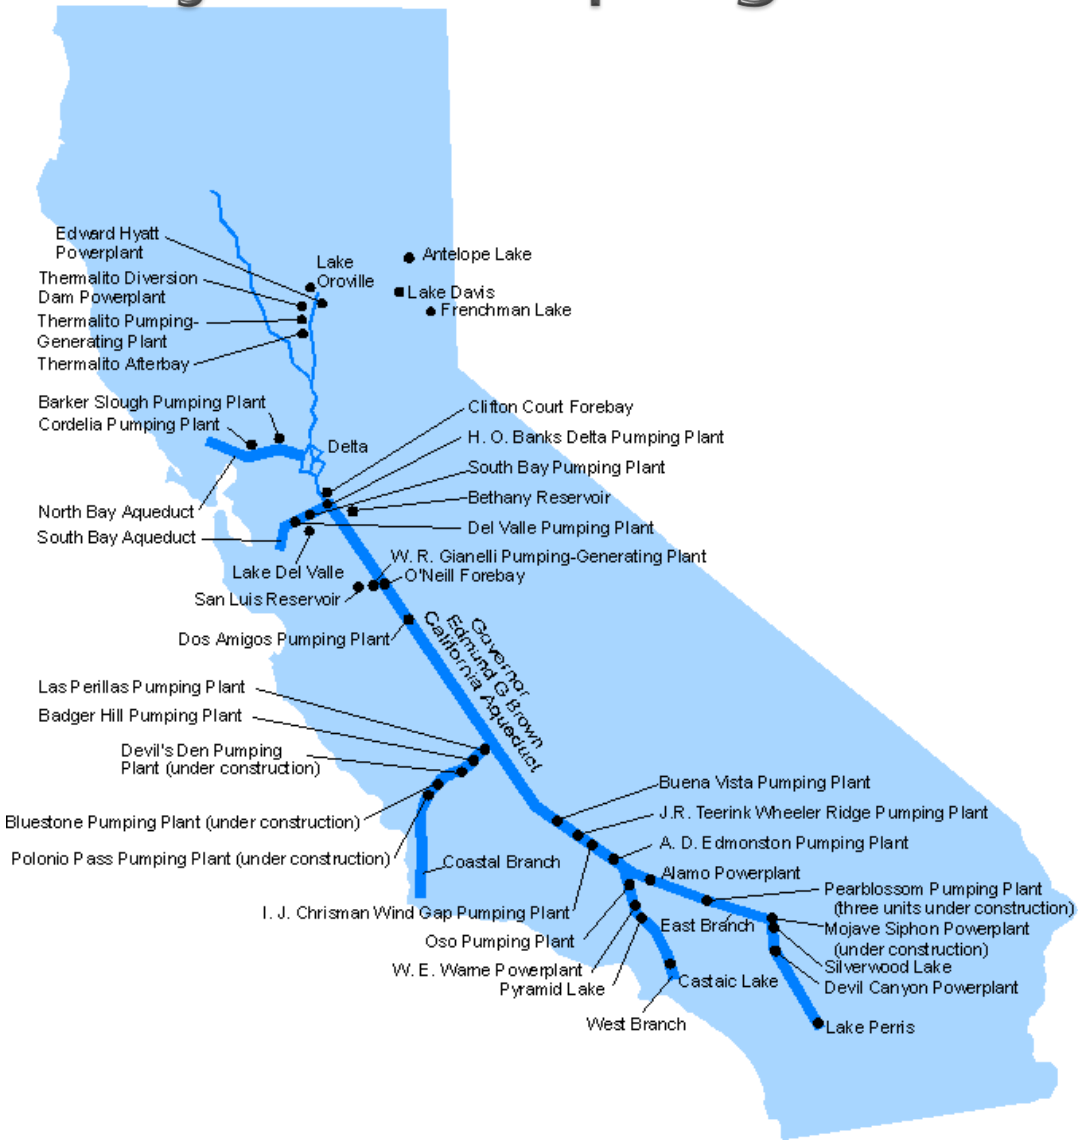 Edward Hyatt
Powerplant
Lake
Oroville
Antelope Lake
Thermalito Diversion
Dam Powerplant
Lake Davis
Frenchman Lake
Thermalito Pumping-
Generating Plant
Thermalito Afterbay
Barker Slough Pumping Plant
Cordelia Pumping Plant
Clifton Court Forebay
H. O. Banks Delta Pumping Plant
Delta
South Bay Pumping Plant
Bethany Reservoir
North Bay Aqueduct
Del Valle Pumping Plant
South Bay Aqueduct
W. R. Gianelli Pumping-Generating Plant
Lake Del Valle
O'Neill Forebay
San Luis Reservoir
Dos Amigos Pumping Plant
Governor
Edmund G Brown
California Aqueduct
Las Perillas Pumping Plant
Badger Hill Pumping Plant
Devil's Den Pumping
Plant (under construction)
Buena Vista Pumping Plant
J.R. Teerink Wheeler Ridge Pumping Plant
Bluestone Pumping Plant (under construction)
A. D. Edmonston Pumping Plant
Polonio Pass Pumping Plant (under construction)
Coastal Branch
Alamo Powerplant
Pearblossom Pumping Plant
(three units under construction)
I. J. Chrisman Wind Gap Pumping Plant
East Branch
Mojave Siphon Powerplant
(under construction)
Oso Pumping Plant
Silverwood Lake
W. E. Warne Powerplant
Pyramid Lake
Castaic Lake
Devil Canyon Powerplant
West Branch
Lake Perris